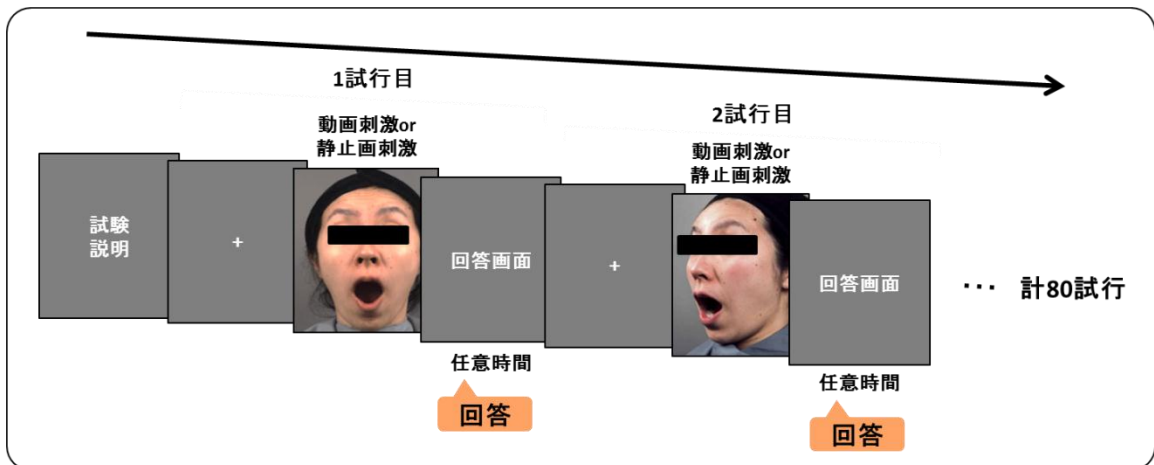 1試行目
動画刺激or
静止画刺激
2試行目
動画刺激or
静止画刺激
試験
説明
+
回答画面
+
回答画面
… 計80試行
任意時間
回答
任意時間
回答